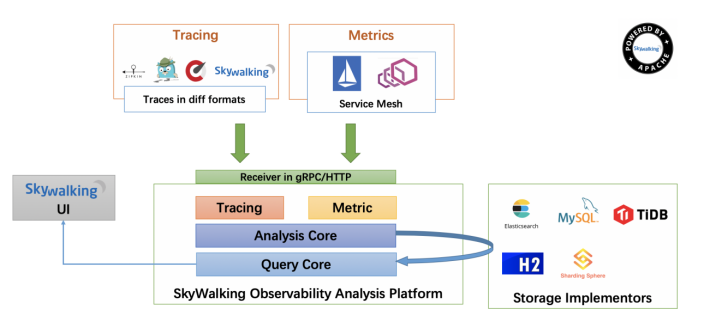 Tracing
Metrics
POWERED BY
SkyWalking
APACHE
ZIPKIN
Skywalking
Traces in diff formats
Service Mesh
Receiver in gRPC/HTTP
Skywalking
UI
Tracing
Metric
Analysis Core
Query Core
SkyWalking Observability Analysis Platform
Elasticsearch
MySQL
TiDB
H2
Sharding Sphere
Storage Implementors